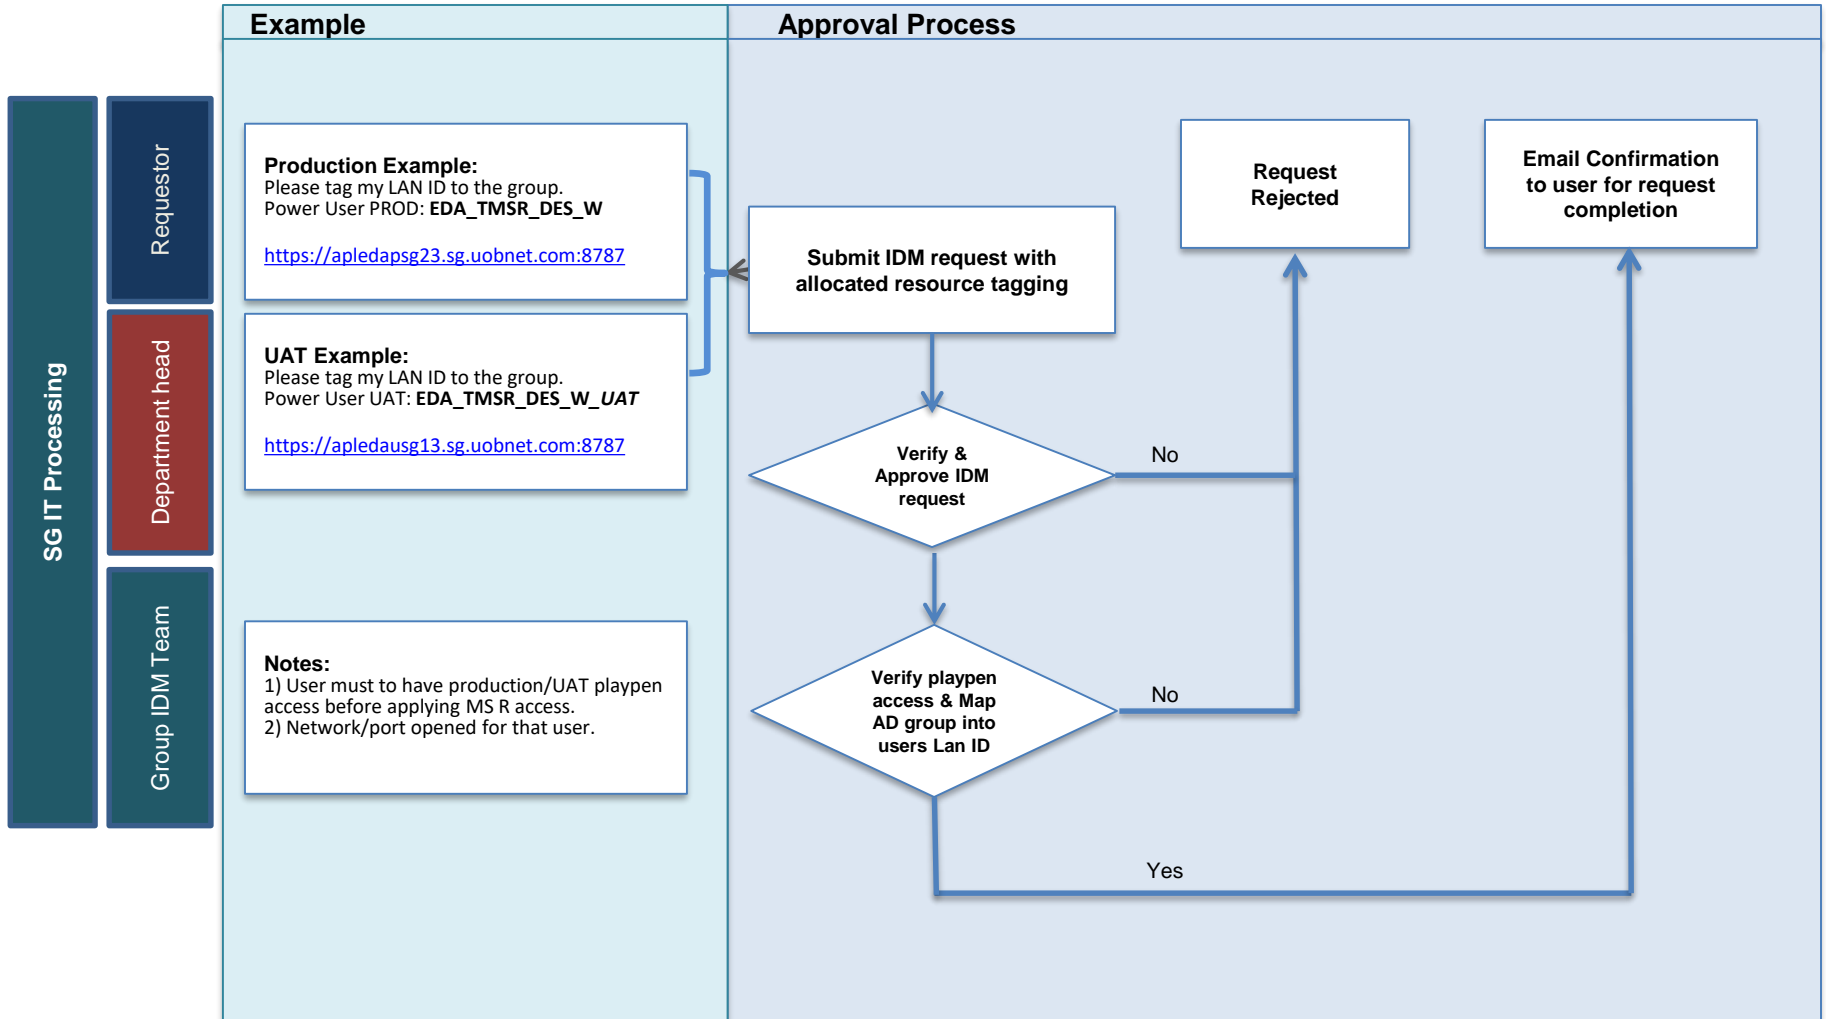 Example
Approval Process
SG IT Processing
Requestor
Department head
Group IDM Team
Production Example:
Please tag my LAN ID to the group.
Power User PROD: EDA_TMSR_DES_W
https://apledapsg23.sg.uobnet.com:8787
UAT Example:
Please tag my LAN ID to the group.
Power User UAT: EDA_TMSR_DES_W_UAT
https://apledausg13.sg.uobnet.com:8787
Notes:
1) User must to have production/UAT playpen
access before applying MS R access.
2) Network/port opened for that user.
Submit IDM request with
allocated resource tagging
Request
Rejected
Email Confirmation
to user for request
completion
Verify &
Approve IDM
request
No
Verify playpen
access & Map
AD group into
users Lan ID
No
Yes